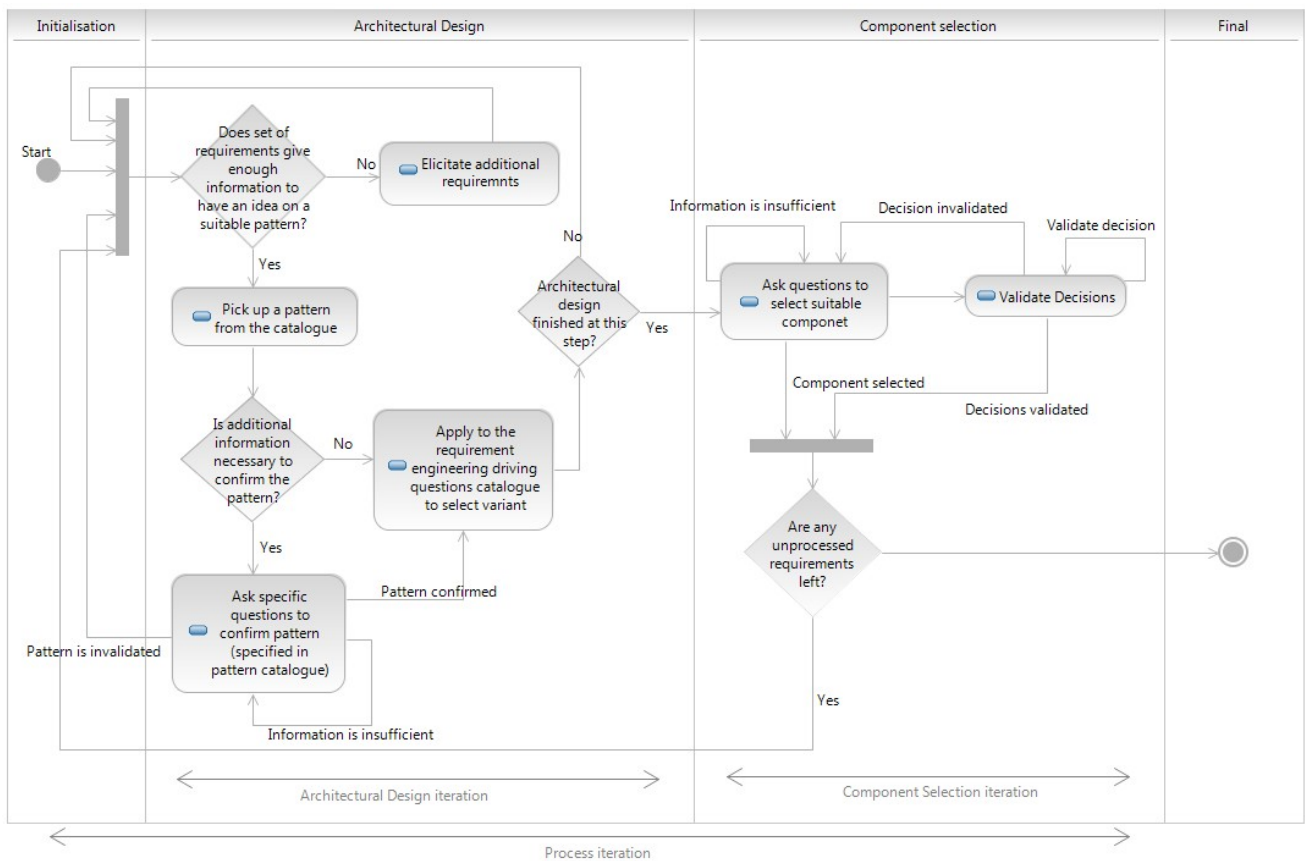 Initialisation
Architectural Design
Component selection
Final
Start
Does set of
requirements give
enough
information to
have an idea on a
suitable pattern?
No
Elicitate additional
requiremnts
Yes
Pick up a pattern
from the catalogue
Is additional
information
necessary to
confirm the
pattern?
No
Apply to the
requirement
engineering driving
questions catalogue
to select variant
Yes
Ask specific
questions to
confirm pattern
(specified in
pattern catalogue)
Pattern confirmed
Pattern is invalidated
Information is insufficient
No
Architectural
design
finished at this
step?
Yes
Information is insufficient
Decision invalidated
Validate decision
Ask questions to
select suitable
componet
Validate Decisions
Component selected
Decisions validated
Are any
unprocessed
requirements
left?
Yes
Architectural Design iteration
Component Selection iteration
Process iteration